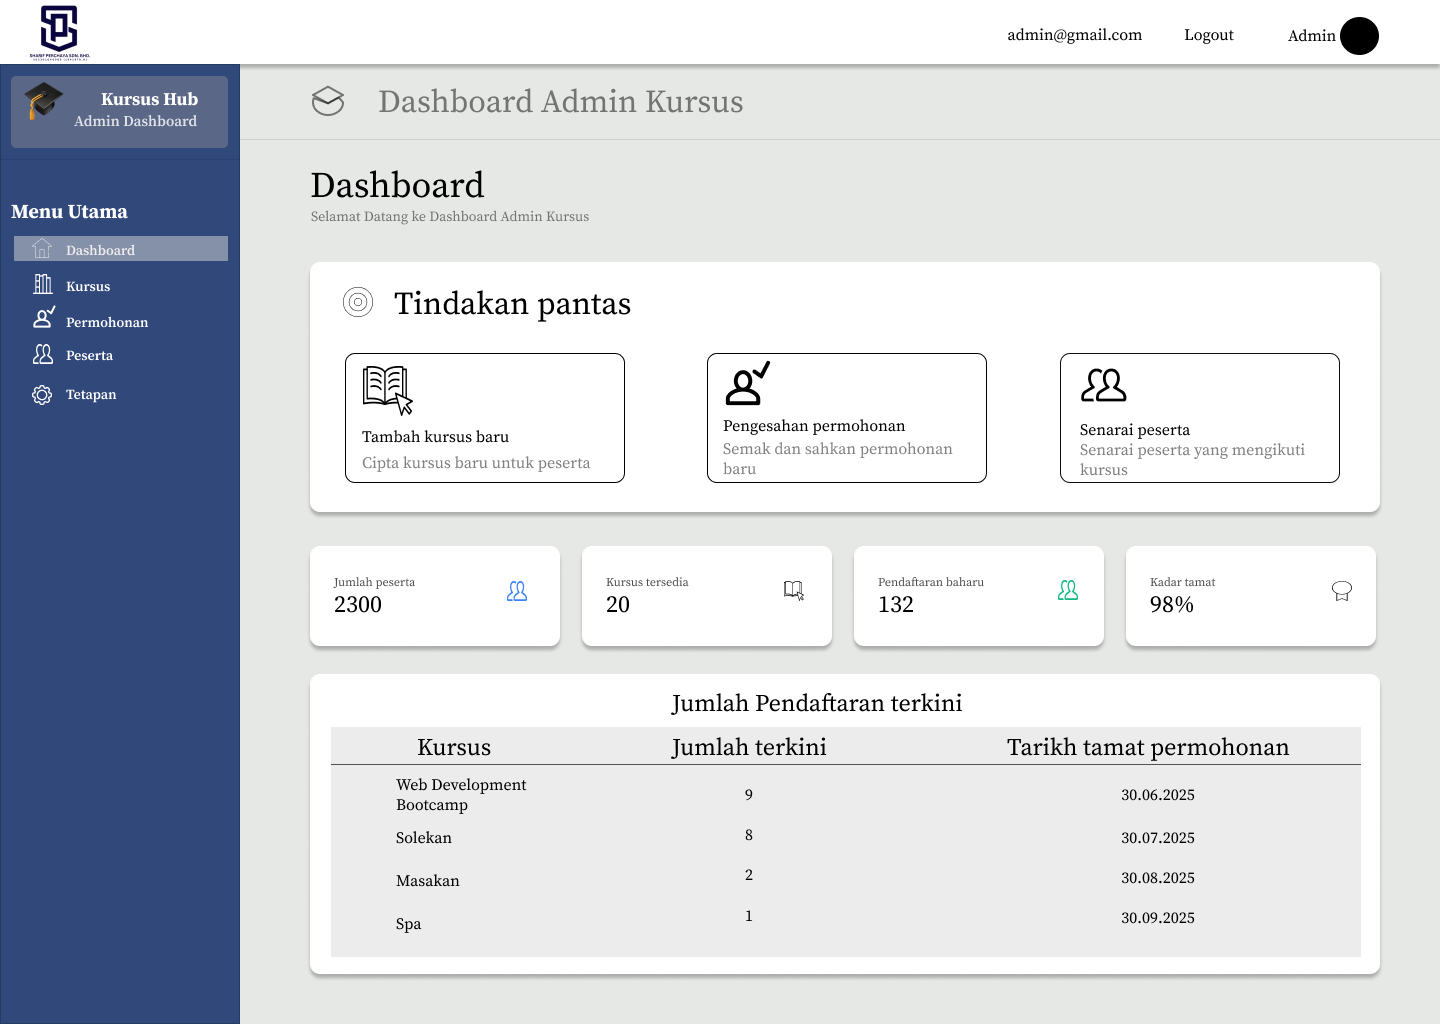 SHARIF PERCHAYA SDN. BHD.
admin@gmail.com
Logout
Admin
Kursus Hub
Admin Dashboard
Menu Utama
Dashboard
Kursus
Permohonan
Peserta
Tetapan
Dashboard Admin Kursus
Dashboard
Selamat Datang ke Dashboard Admin Kursus
Tindakan pantas
Tambah kursus baru
Cipta kursus baru untuk peserta
Pengesahan permohonan
Semak dan sahkan permohonan
baru
Senarai peserta
Senarai peserta yang mengikuti
kursus
Jumlah peserta
2300
Kursus tersedia
20
Pendaftaran baharu
132
Kadar tamat
98%
Jumlah Pendaftaran terkini
Kursus Jumlah terkini Tarikh tamat permohonan
Web Development
Bootcamp 9 30.06.2025
Solekan 8 30.07.2025
Masakan 2 30.08.2025
Spa 1 30.09.2025